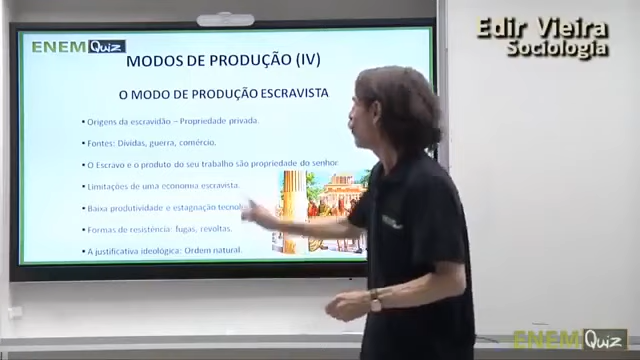 Edir Vieira
Sociologia
ENEM Quiz
MODOS DE PRODUÇÃO (IV)
O MODO DE PRODUÇÃO ESCRAVISTA
• Origens da escravidão – Propriedade privada.
• Fontes: Dívidas, guerra, comércio.
• O Escravo e o produto do seu trabalho são propriedade do senhor.
• Limitações de uma economia escravista.
• Baixa produtividade e estagnação
• Formas de resistência: fugas, revoltas.
• A justificativa ideológica: Ordem natural.
ENEM Quiz